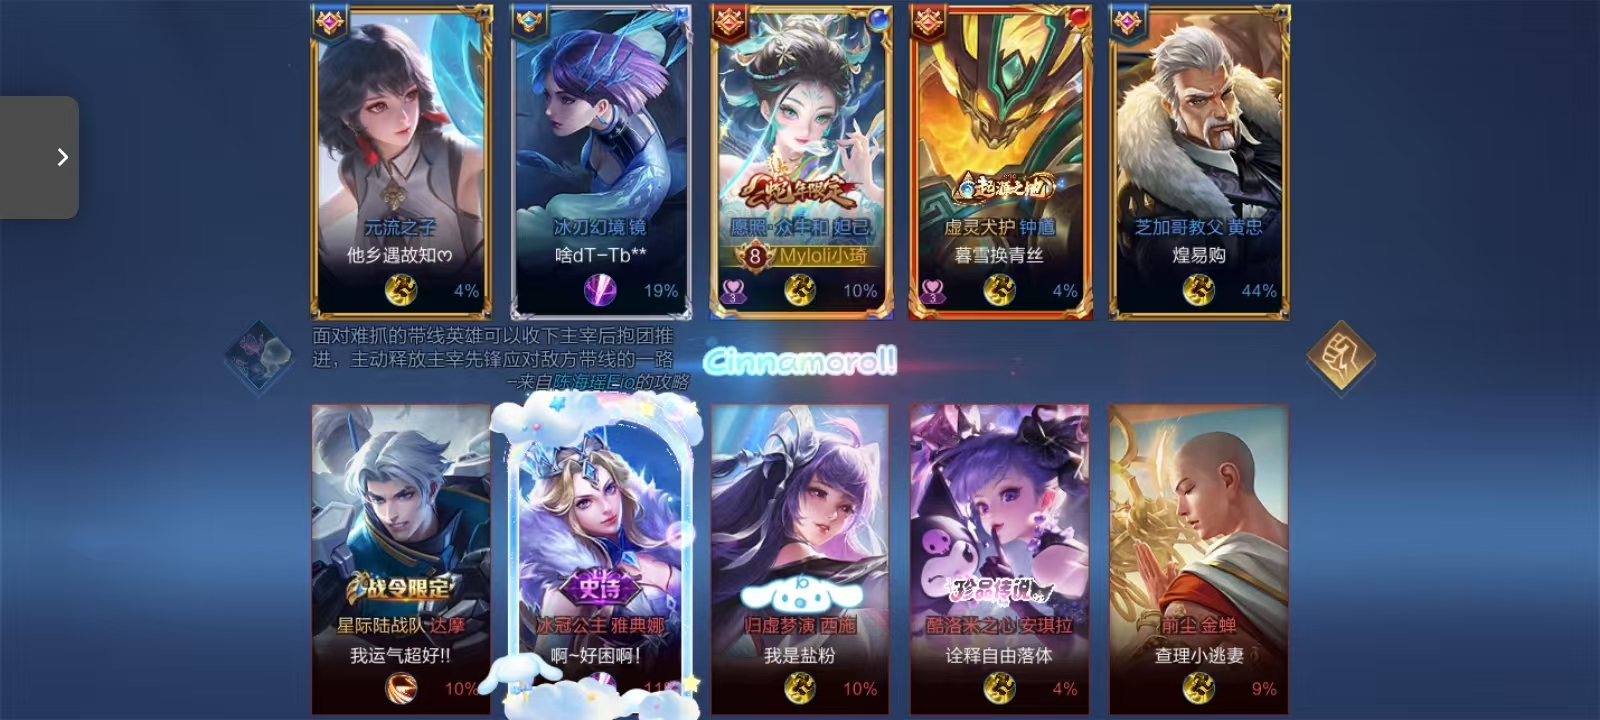 蛇年限定
起源之地
元流之子
冰刃幻境 镜
愿照·众生和 妲己
虚灵犬护 钟馗
芝加哥教父 黄忠
他乡遇故知ෆ
啥dT-Tb**
8 Myloli小琦
暮雪换青丝
煌易购
4%
19%
3
10%
3
4%
44%
面对难抓的带线英雄可以收下主宰后抱团推
进，主动释放主宰先锋应对敌方带线的一路
-来自陈海瑶Eio的攻略
Cinnamoroll
战令限定
史诗
珍品传说
星际陆战队 达摩
冰冠公主 雅典娜
归虚梦演 西施
酷洛米之心 安琪拉
前尘 金蝉
我运气超好!!
啊~好困啊!
我是盐粉
诠释自由落体
查理小逃妻
10%
11%
10%
4%
9%